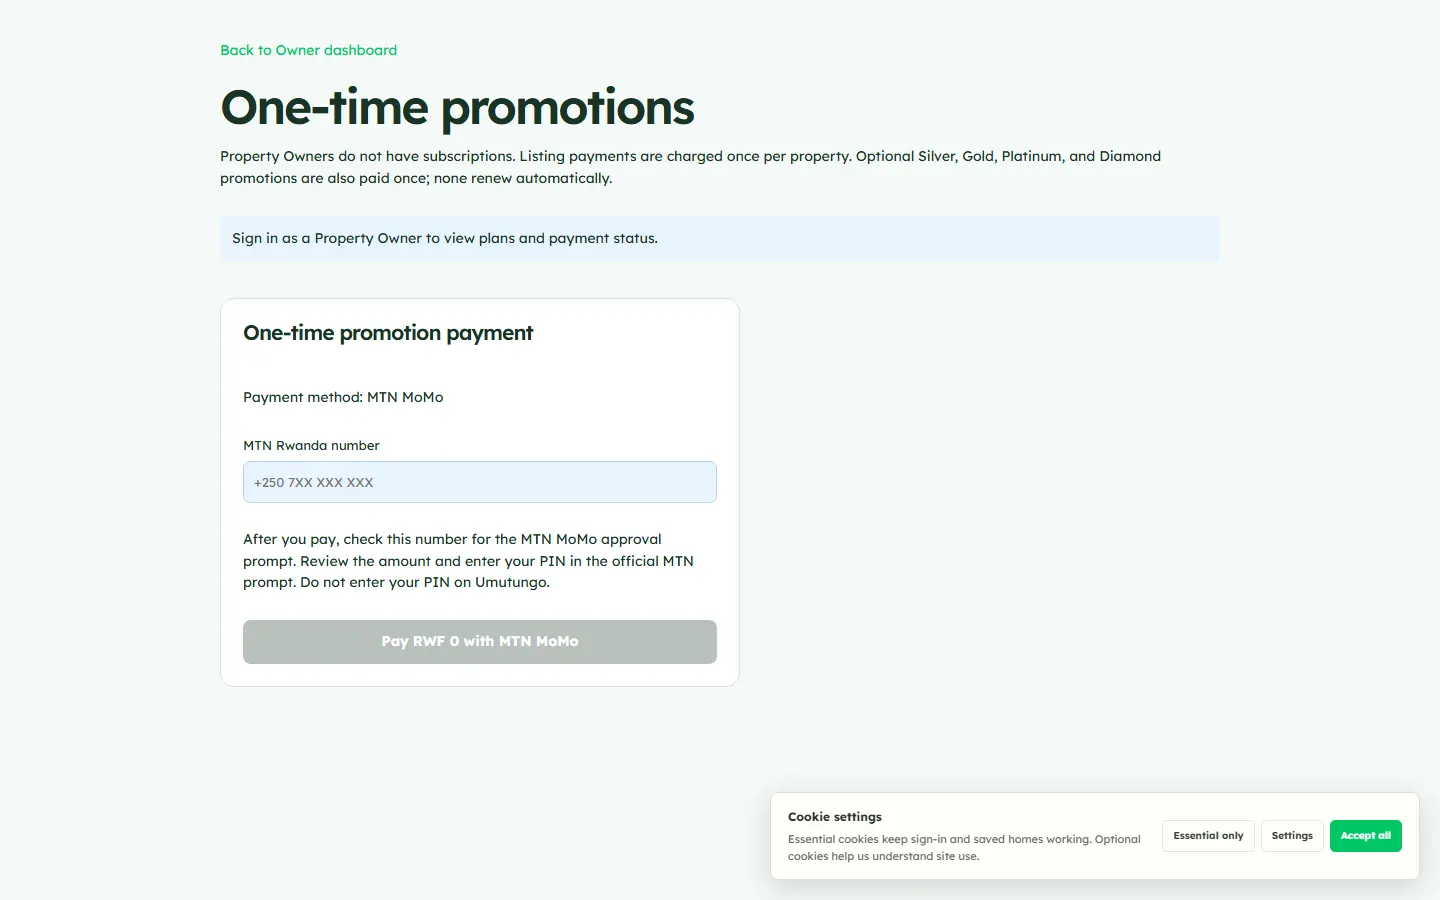 Back to Owner dashboard
One-time promotions
Property Owners do not have subscriptions. Listing payments are charged once per property. Optional Silver, Gold, Platinum, and Diamond
promotions are also paid once; none renew automatically.
Sign in as a Property Owner to view plans and payment status.
One-time promotion payment
Payment method: MTN MoMo
MTN Rwanda number
+250 7XX XXX XXX
After you pay, check this number for the MTN MoMo approval
prompt. Review the amount and enter your PIN in the official MTN
prompt. Do not enter your PIN on Umutungo.
Pay RWF 0 with MTN MoMo
Cookie settings
Essential cookies keep sign-in and saved homes working. Optional
cookies help us understand site use.
Essential only
Settings
Accept all